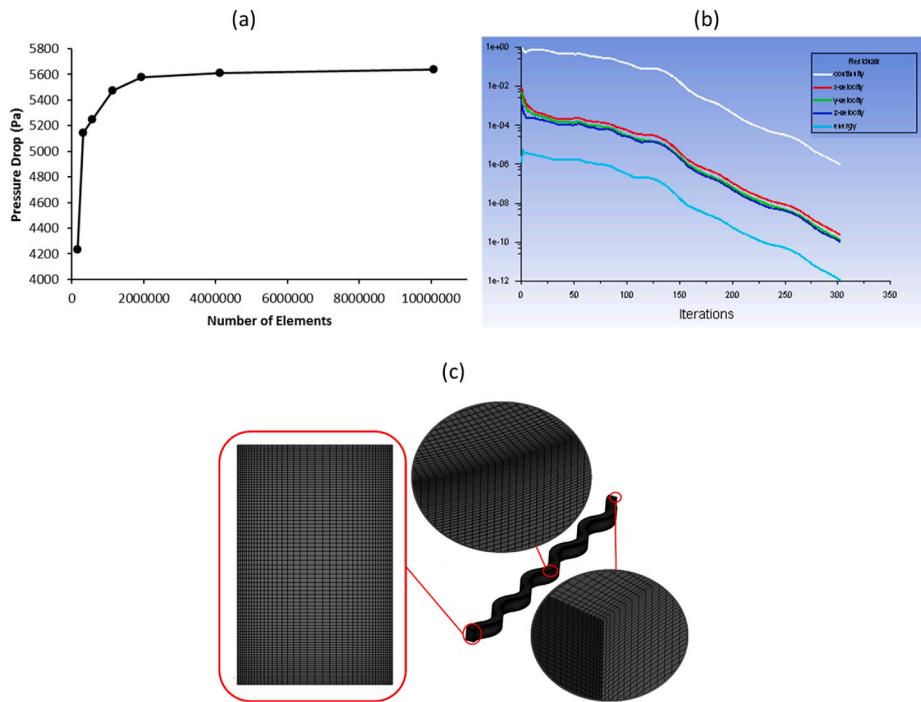 (a)
(b)
5800
5600
5400
5200
5000
4800
4600
4400
4200
4000
Pressure Drop (Pa)
0
2000000
4000000
6000000
8000000
10000000
Number of Elements
1e+00
1e-02
1e-04
1e-06
1e-08
1e-10
1e-12
0
50
100
150
200
250
300
350
Iterations
Residuals
continuity
x-velocity
y-velocity
z-velocity
energy
(c)